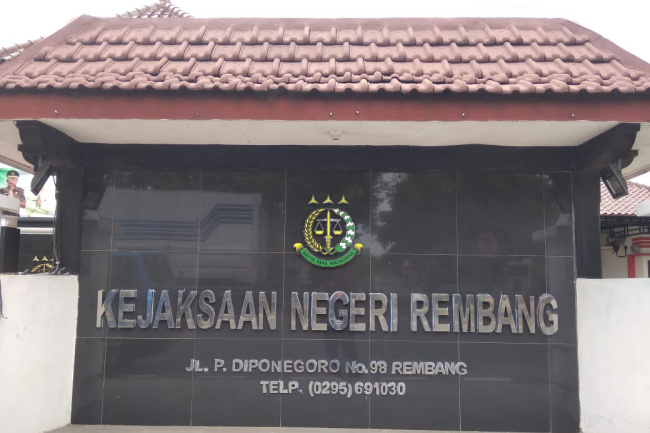 KEJAKSAAN NEGERI REMBANG
JL. P. DIPONEGORO No.98 REMBANG
TELP. (0295) 691030